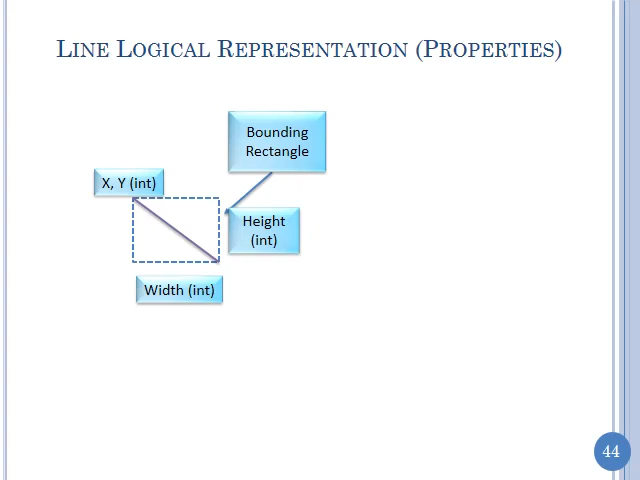 LINE LOGICAL REPRESENTATION (PROPERTIES)
Bounding
Rectangle
X, Y (int)
Height
(int)
Width (int)
44